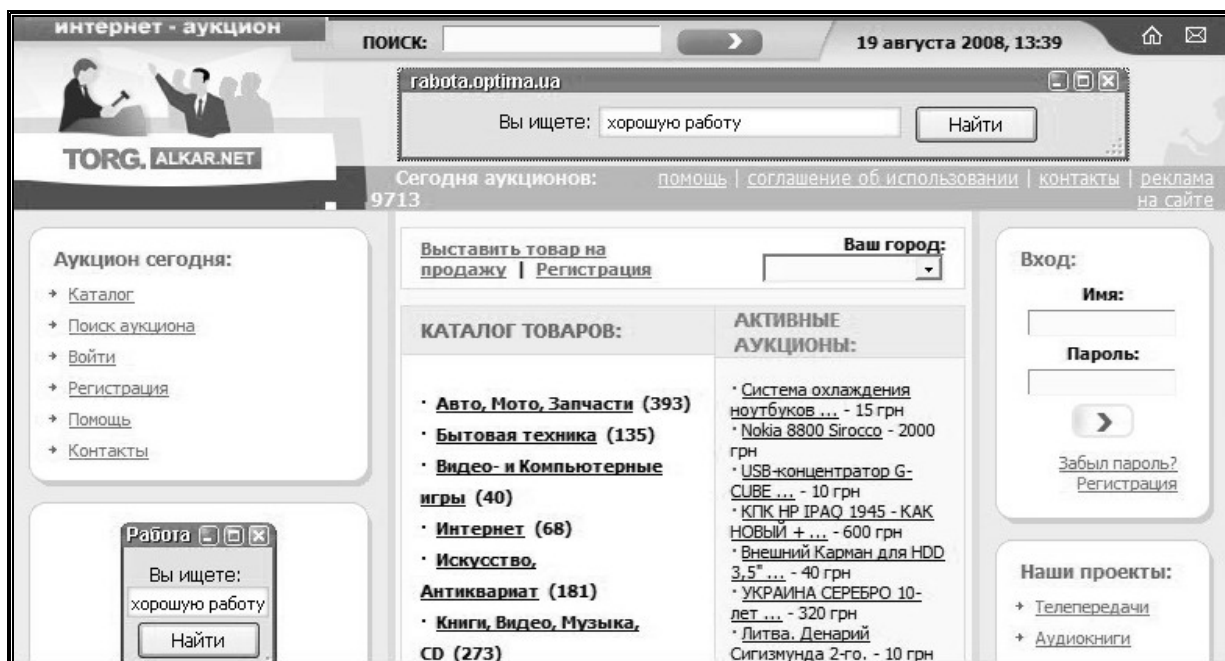 интернет - аукцион
ПОИСК:
19 августа 2008, 13:39
TORG. ALKAR.NET
rabota.optima.ua
Вы ищете: хорошую работу Найти
Сегодня аукционов:
9713
помощь | соглашение об использовании | контакты | реклама
на сайте
Аукцион сегодня:
Каталог
Поиск аукциона
Войти
Регистрация
Помощь
Контакты
Работа
Вы ищете:
хорошую работу
Найти
Выставить товар на
продажу | Регистрация
Ваш город:
КАТАЛОГ ТОВАРОВ:
· Авто, Мото, Запчасти (393)
· Бытовая техника (135)
· Видео- и Компьютерные
игры (40)
· Интернет (68)
· Искусство,
Антиквариат (181)
· Книги, Видео, Музыка,
CD (273)
АКТИВНЫЕ
АУКЦИОНЫ:
· Система охлаждения
ноутбуков ... - 15 грн
· Nokia 8800 Sirocco - 2000
грн
· USB-концентратор G-
CUBE ... - 10 грн
· КПК HP IPAQ 1945 - КАК
НОВЫЙ + ... - 600 грн
· Внешний Карман для HDD
3,5" ... - 40 грн
· УКРАИНА СЕРЕБРО 10-
лет ... - 320 грн
· Литва. Денарий
Сигизмунда 2-го. - 10 грн
Вход:
Имя:
Пароль:
Забыл пароль?
Регистрация
Наши проекты:
Телепередачи
Аудиокниги